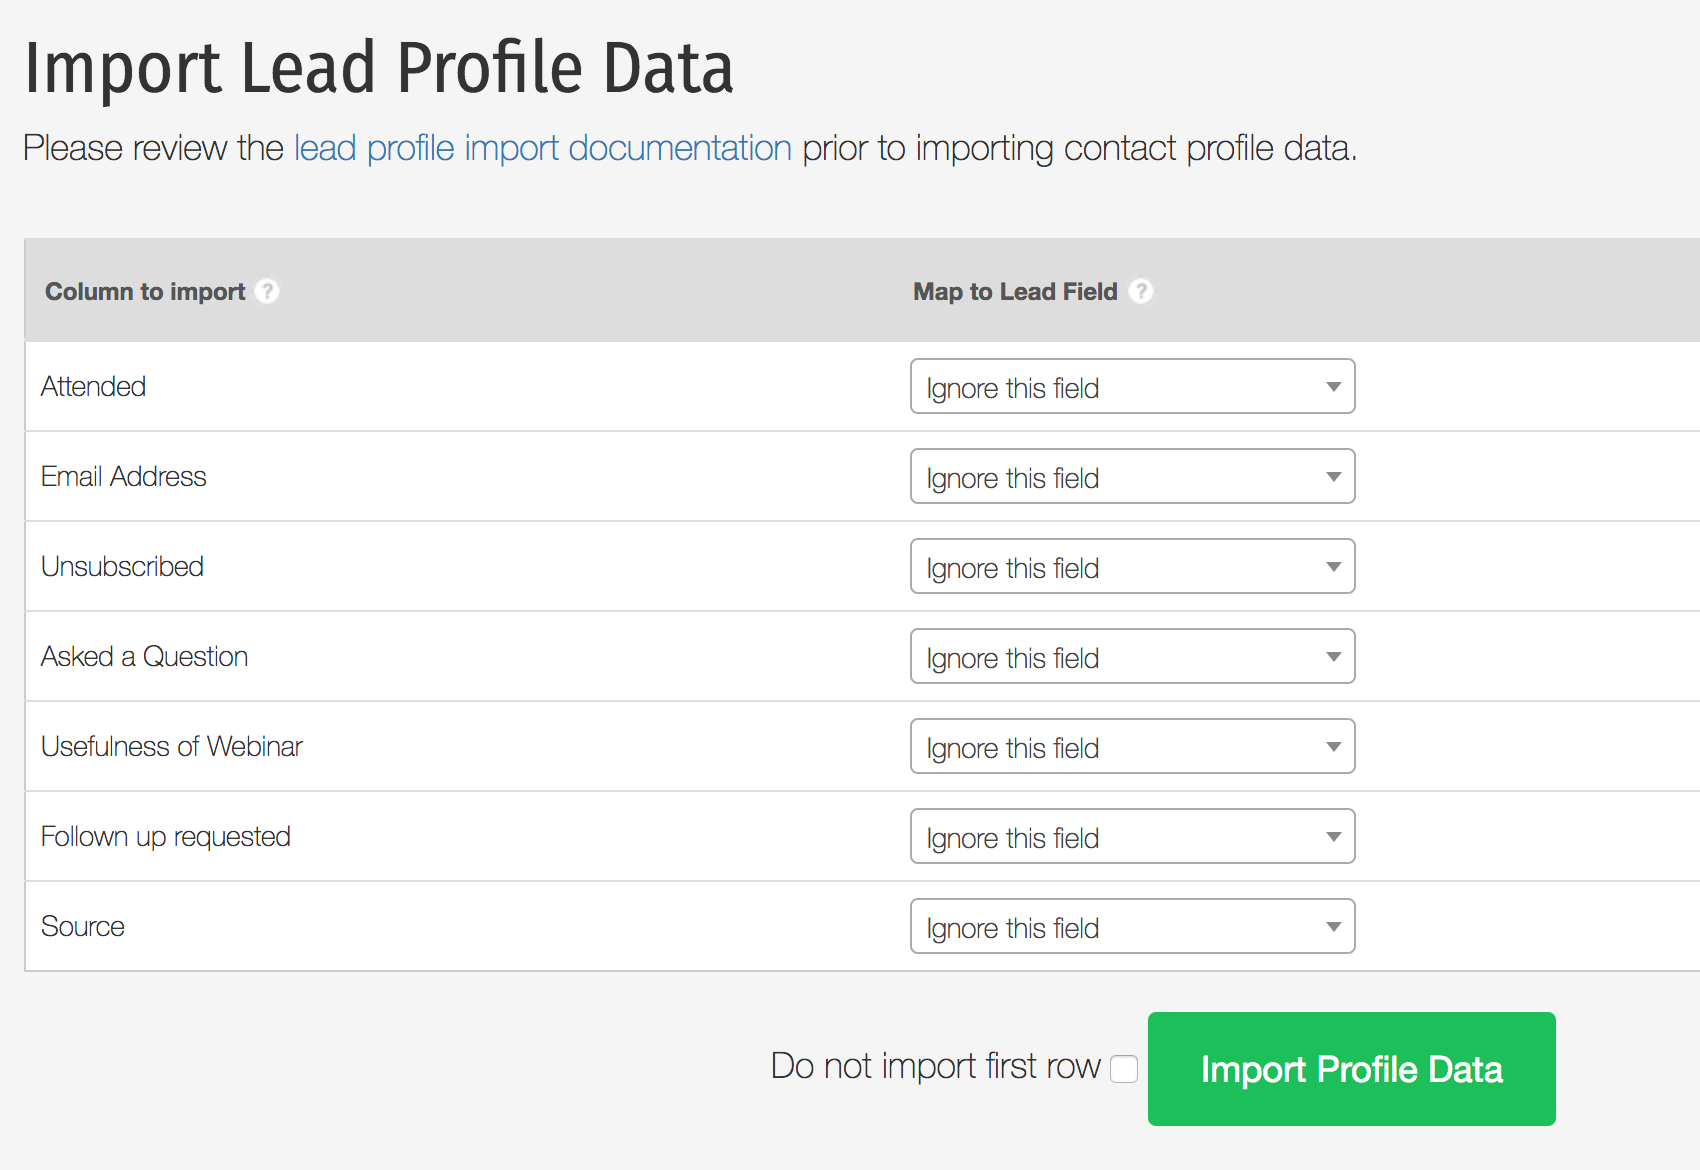 Import Lead Profile Data
Please review the lead profile import documentation prior to importing contact profile data.
Column to import ? Map to Lead Field ?
Attended Ignore this field
Email Address Ignore this field
Unsubscribed Ignore this field
Asked a Question Ignore this field
Usefulness of Webinar Ignore this field
Follown up requested Ignore this field
Source Ignore this field
Do not import first row Import Profile Data